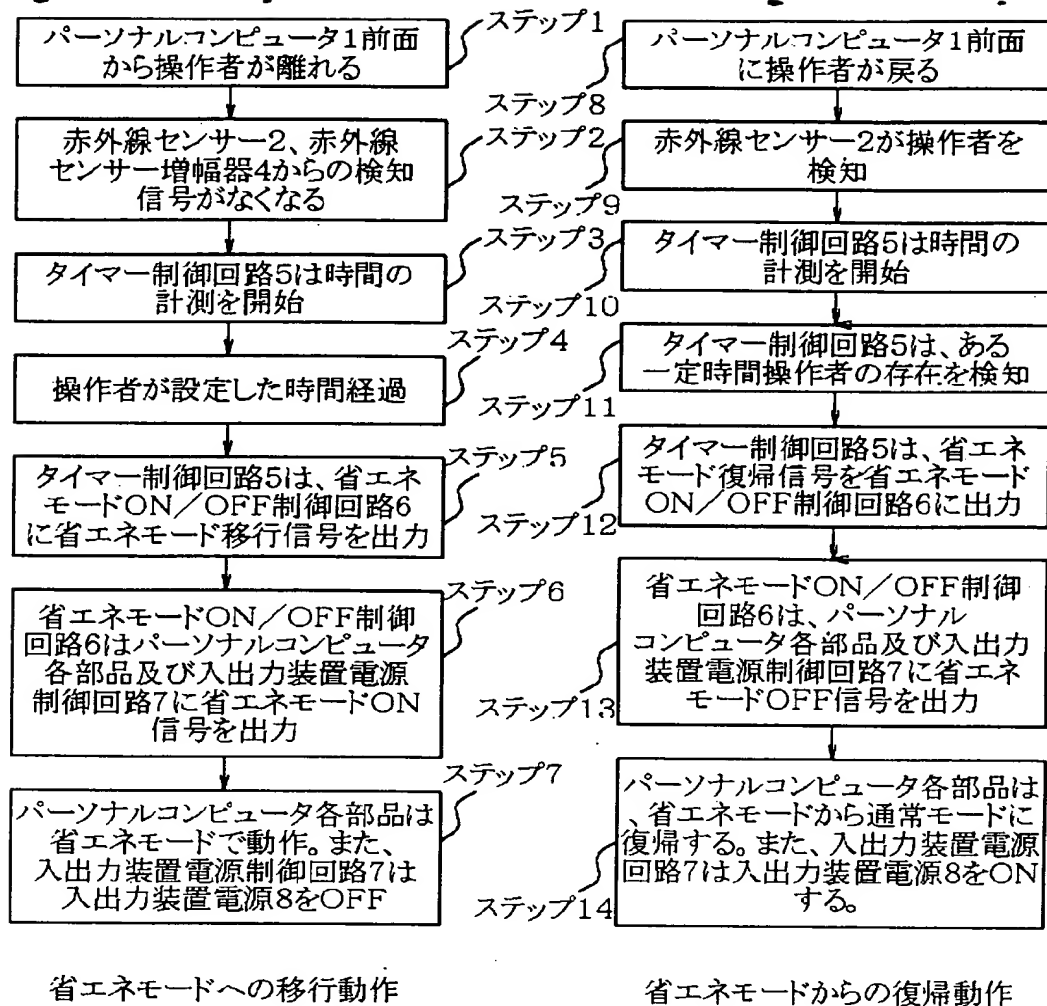 ステップ1
パーソナルコンピュータ1前面
から操作者が離れる
ステップ2
赤外線センサー2、赤外線
センサー増幅器4からの検知
信号がなくなる
ステップ3
タイマー制御回路5は時間の
計測を開始
ステップ4
操作者が設定した時間経過
ステップ5
タイマー制御回路5は、省エネ
モードON／OFF制御回路6
に省エネモード移行信号を出力
ステップ6
省エネモードON／OFF制御
回路6はパーソナルコンピュータ
各部品及び入出力装置電源
制御回路7に省エネモードON
信号を出力
ステップ7
パーソナルコンピュータ各部品は
省エネモードで動作。また、
入出力装置電源制御回路7は
入出力装置電源8をOFF
省エネモードへの移行動作
ステップ8
パーソナルコンピュータ1前面
に操作者が戻る
ステップ9
赤外線センサー2が操作者を
検知
ステップ10
タイマー制御回路5は時間の
計測を開始
ステップ11
タイマー制御回路5は、ある
一定時間操作者の存在を検知
ステップ12
タイマー制御回路5は、省エネ
モード復帰信号を省エネモード
ON／OFF制御回路6に出力
ステップ13
省エネモードON／OFF制御
回路6は、パーソナル
コンピュータ各部品及び入出力
装置電源制御回路7に省エネ
モードOFF信号を出力
ステップ14
パーソナルコンピュータ各部品は
、省エネモードから通常モードに
復帰する。また、入出力装置電源
回路7は入出力装置電源8をON
する。
省エネモードからの復帰動作